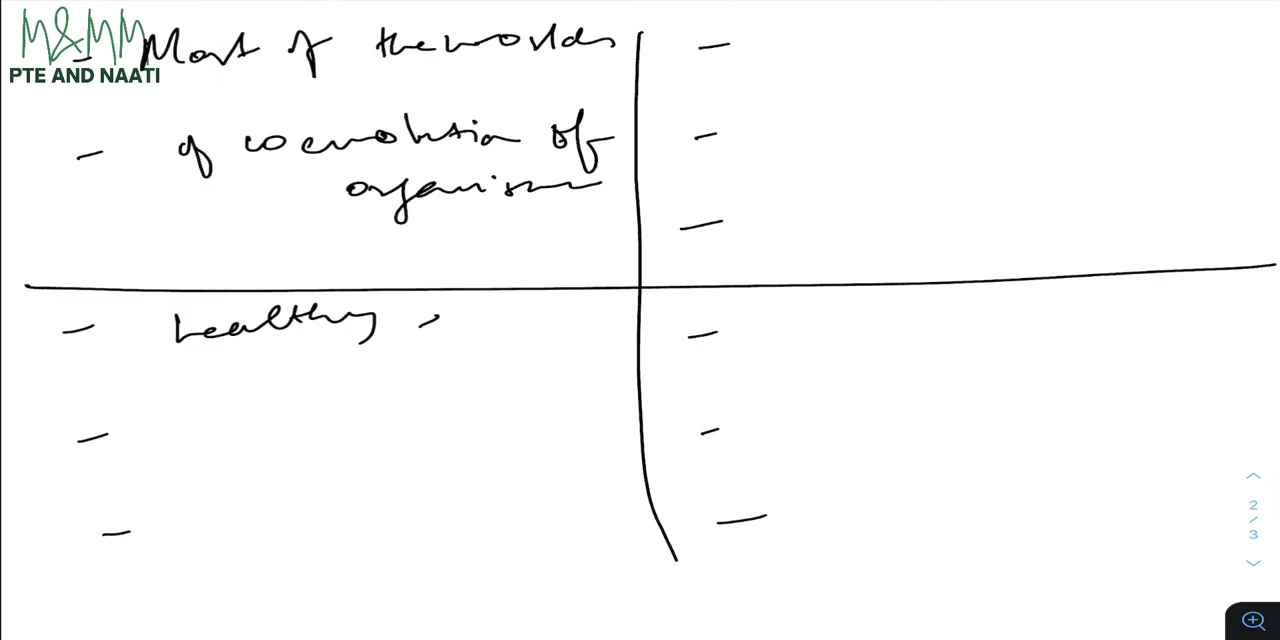 M&MM
PTE AND NAATI
- Most of the worlds
- of coevolution of
organism
- healthy,
-
-
-
-
-
-
-
-
2
/
3